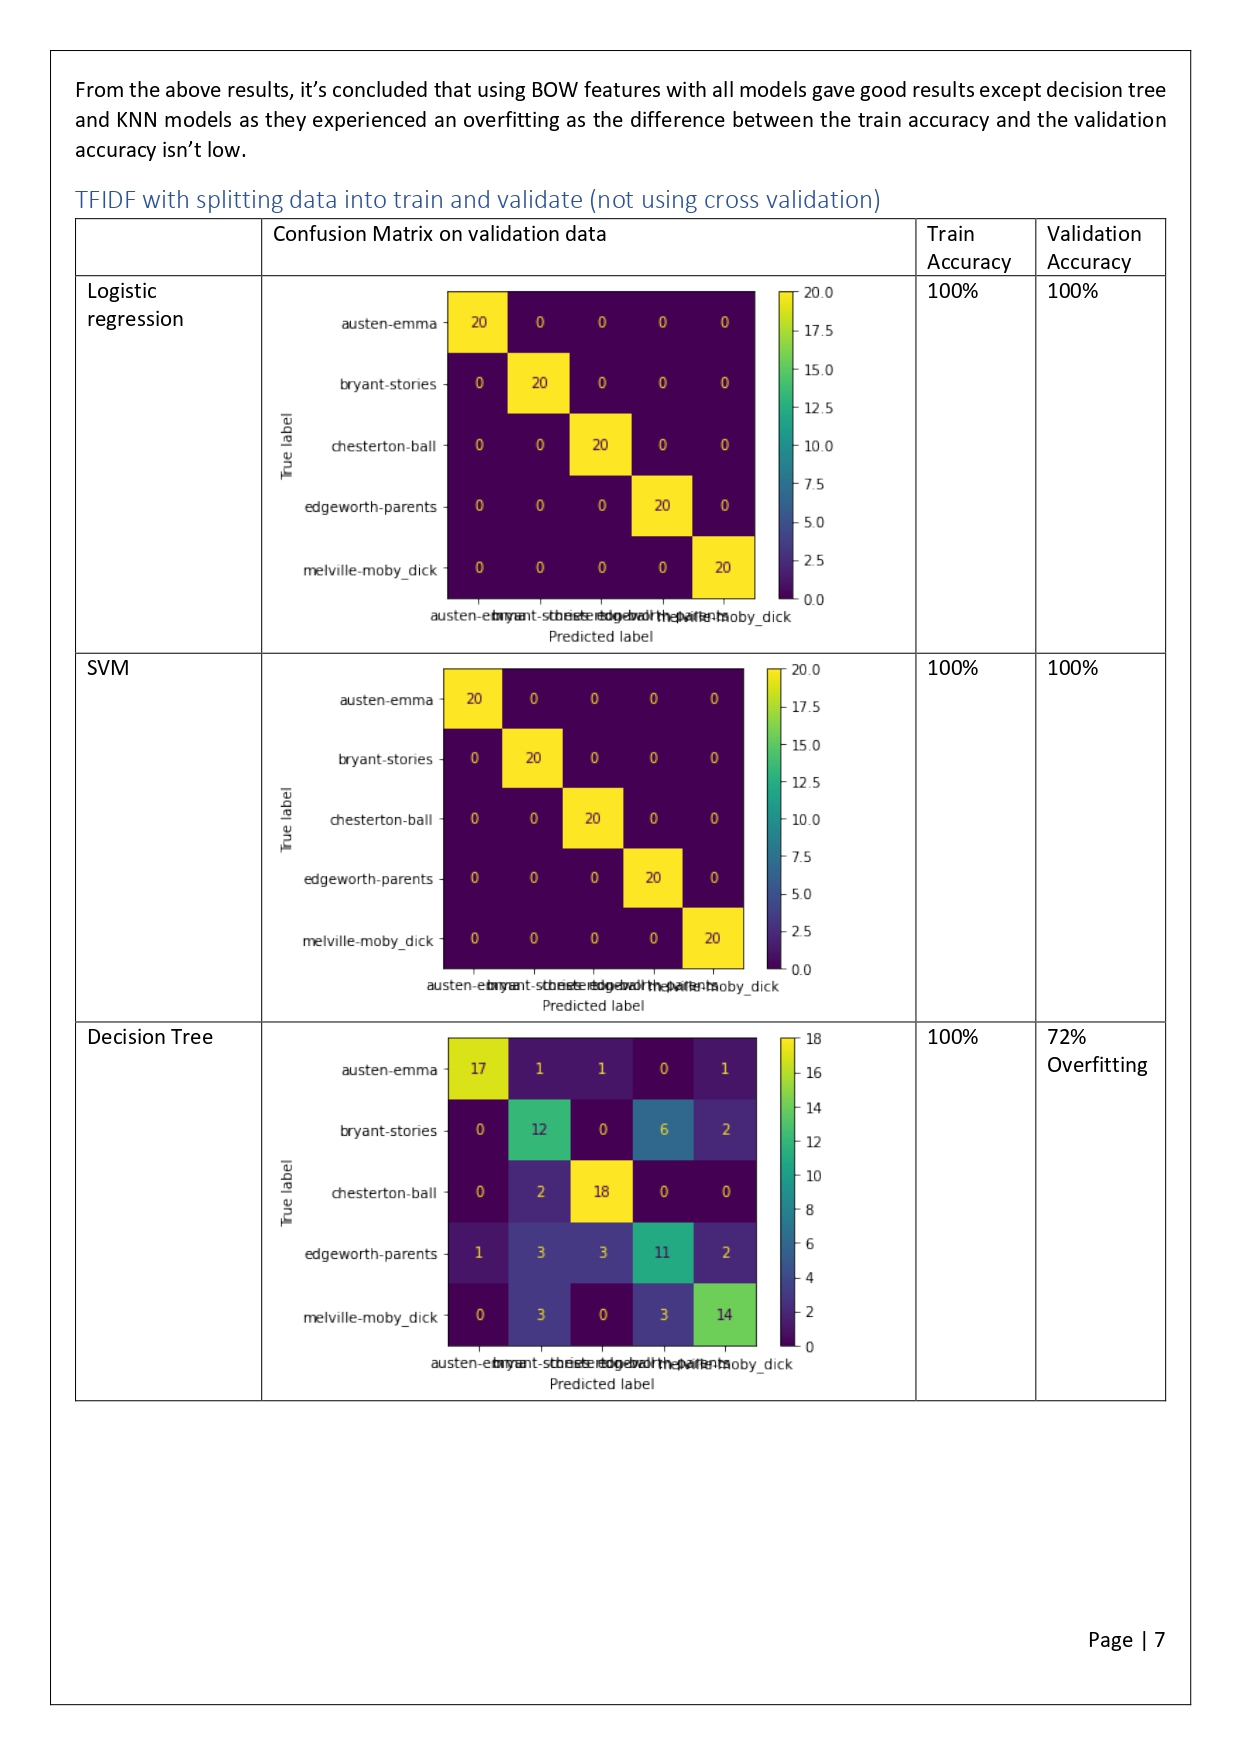 From the above results, it’s concluded that using BOW features with all models gave good results except decision tree
and KNN models as they experienced an overfitting as the difference between the train accuracy and the validation
accuracy isn’t low.
TFIDF with splitting data into train and validate (not using cross validation)
Confusion Matrix on validation data
Train
Accuracy
Validation
Accuracy
Logistic
regression
True label
austen-emma 20 0 0 0 0
bryant-stories 0 20 0 0 0
chesterton-ball 0 0 20 0 0
edgeworth-parents 0 0 0 20 0
melville-moby_dick 0 0 0 0 20
Predicted label
20.0
17.5
15.0
12.5
10.0
7.5
5.0
2.5
0.0
100%
100%
SVM
True label
austen-emma 20 0 0 0 0
bryant-stories 0 20 0 0 0
chesterton-ball 0 0 20 0 0
edgeworth-parents 0 0 0 20 0
melville-moby_dick 0 0 0 0 20
Predicted label
20.0
17.5
15.0
12.5
10.0
7.5
5.0
2.5
0.0
100%
100%
Decision Tree
True label
austen-emma 17 1 1 0 1
bryant-stories 0 12 0 6 2
chesterton-ball 0 2 18 0 0
edgeworth-parents 1 3 3 11 2
melville-moby_dick 0 3 0 3 14
Predicted label
18
16
14
12
10
8
6
4
2
0
100%
72%
Overfitting
Page | 7